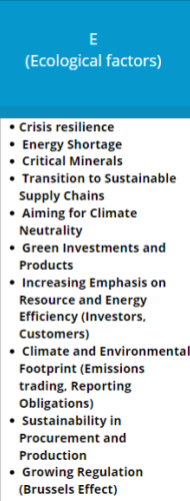 E
(Ecological factors)
• Crisis resilience
• Energy Shortage
• Critical Minerals
• Transition to Sustainable
Supply Chains
• Aiming for Climate
Neutrality
• Green Investments and
Products
• Increasing Emphasis on
Resource and Energy
Efficiency (Investors,
Customers)
• Climate and Environmental
Footprint (Emissions
trading, Reporting
Obligations)
• Sustainability in
Procurement and
Production
• Growing Regulation
(Brussels Effect)